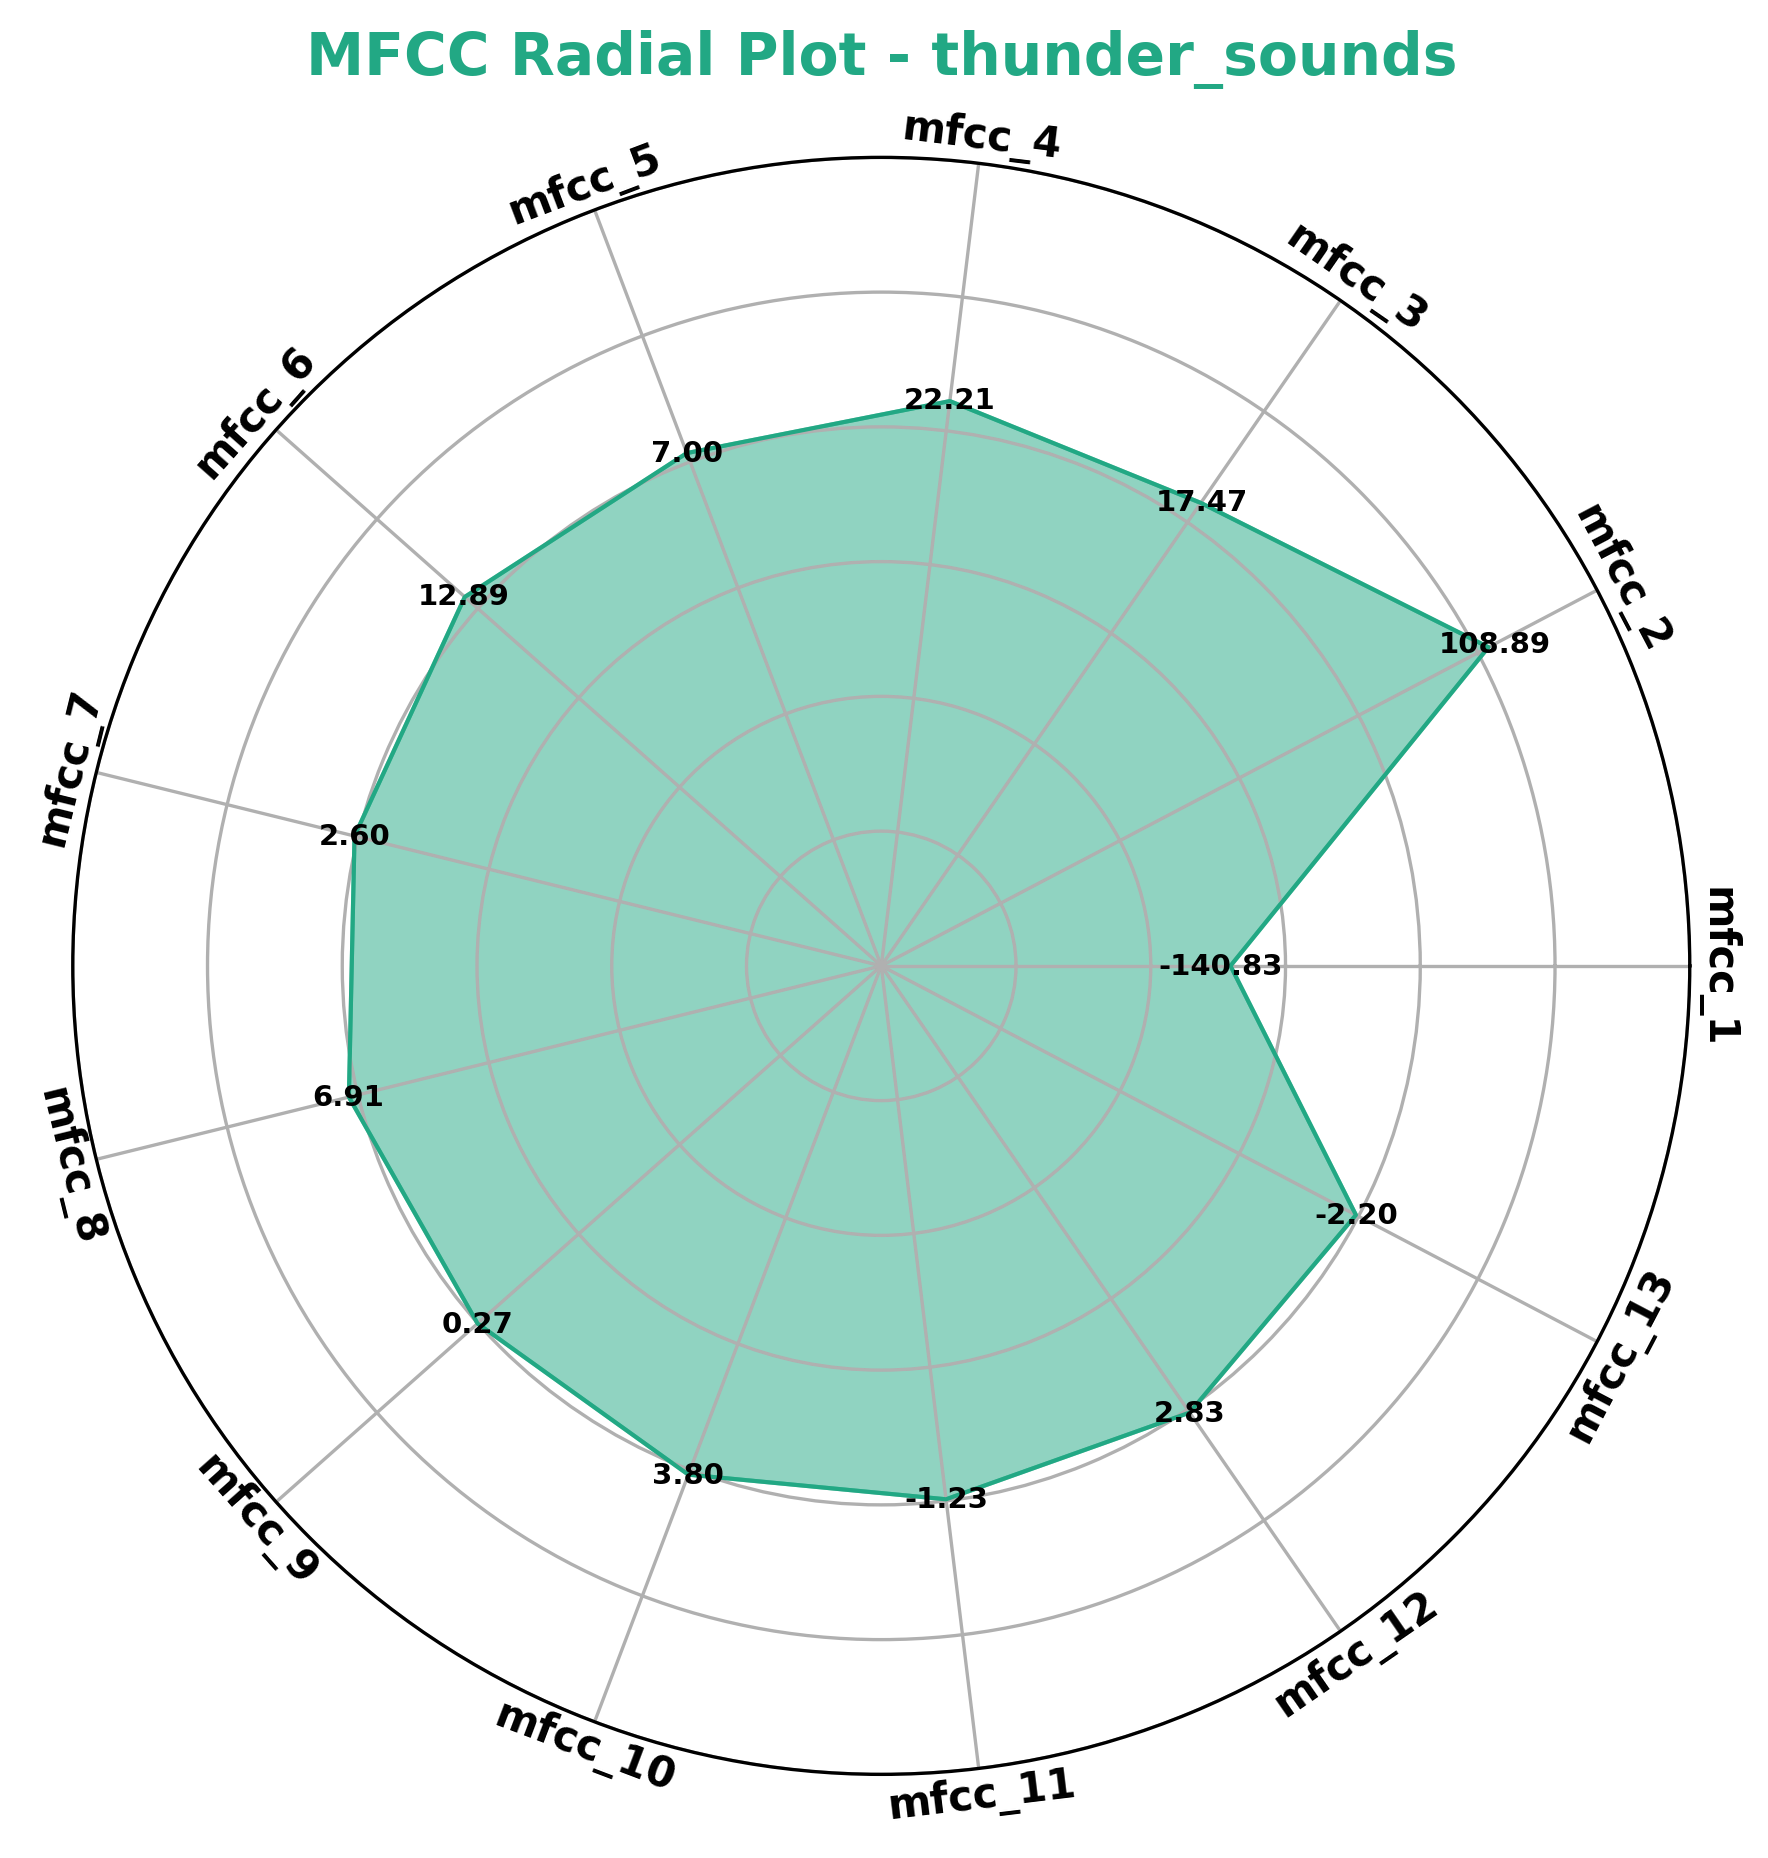 MFCC Radial Plot - thunder_sounds
mfcc_4
mfcc_5
mfcc_3
mfcc_6
22.21
7.00
17.47
mfcc_2
12.89
108.89
mfcc_7
2.60
mfcc_1
-140.83
6.91
mfcc_8
-2.20
0.27
mfcc_13
2.83
3.80
-1.23
mfcc_9
mfcc_12
mfcc_10
mfcc_11